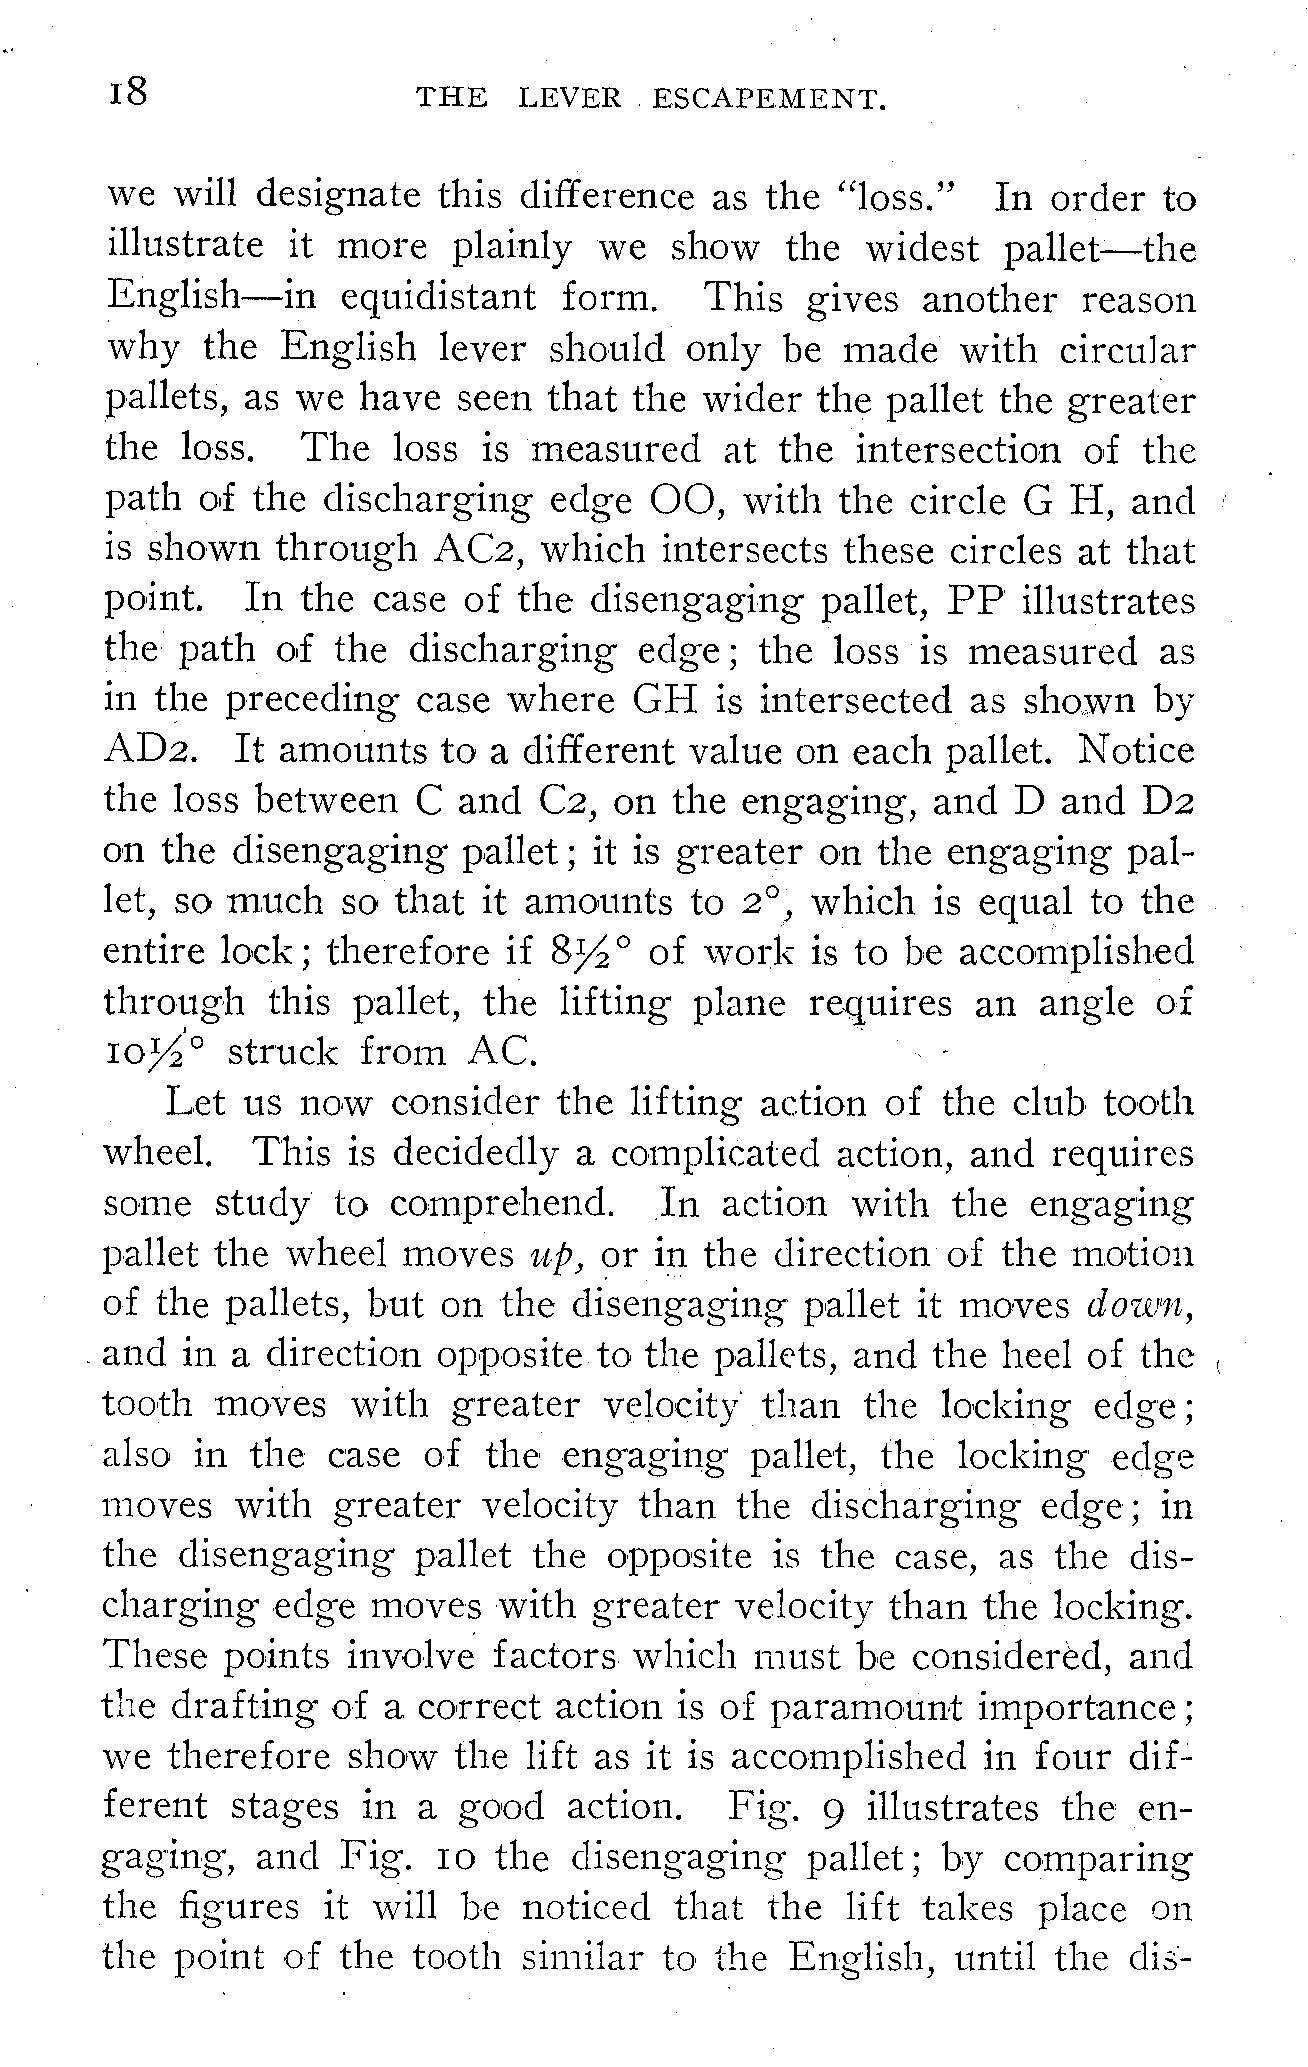 18 THE LEVER ESCAPEMENT.
we will designate this difference as the “loss.” In order to
illustrate it more plainly we show the widest pallet—the
English—in equidistant form. This gives another reason
why the English lever should only be made with circular
pallets, as we have seen that the wider the pallet the greater
the loss. The loss is measured at the intersection of the
path of the discharging edge OO, with the circle G H, and
is shown through AC2, which intersects these circles at that
point. In the case of the disengaging pallet, PP illustrates
the path of the discharging edge; the loss is measured as
in the preceding case where GH is intersected as shown by
AD2. It amounts to a different value on each pallet. Notice
the loss between C and C2, on the engaging, and D and D2
on the disengaging pallet; it is greater on the engaging pal-
let, so much so that it amounts to 2°, which is equal to the
entire lock; therefore if 8½° of work is to be accomplished
through this pallet, the lifting plane requires an angle of
10½° struck from AC.
Let us now consider the lifting action of the club tooth
wheel. This is decidedly a complicated action, and requires
some study to comprehend. In action with the engaging
pallet the wheel moves up, or in the direction of the motion
of the pallets, but on the disengaging pallet it moves down,
and in a direction opposite to the pallets, and the heel of the
tooth moves with greater velocity than the locking edge;
also in the case of the engaging pallet, the locking edge
moves with greater velocity than the discharging edge; in
the disengaging pallet the opposite is the case, as the dis-
charging edge moves with greater velocity than the locking.
These points involve factors which must be considered, and
the drafting of a correct action is of paramount importance;
we therefore show the lift as it is accomplished in four dif-
ferent stages in a good action. Fig. 9 illustrates the en-
gaging, and Fig. 10 the disengaging pallet; by comparing
the figures it will be noticed that the lift takes place on
the point of the tooth similar to the English, until the dis-